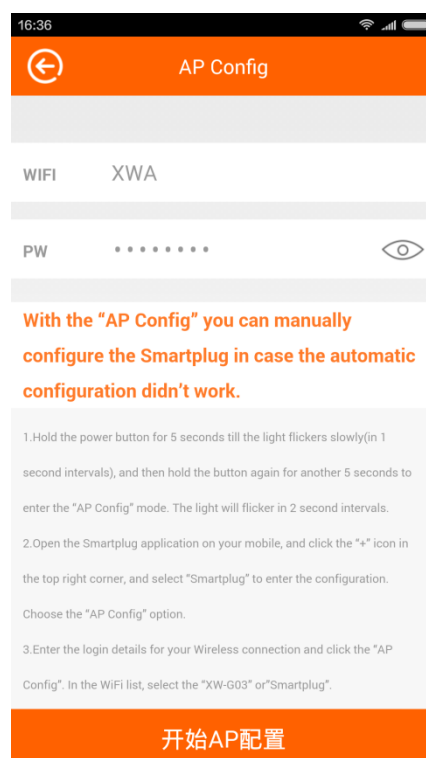 16:36
AP Config
WIFI XWA
PW ••••••••
With the “AP Config” you can manually
configure the Smartplug in case the automatic
configuration didn’t work.
1.Hold the power button for 5 seconds till the light flickers slowly(in 1
second intervals), and then hold the button again for another 5 seconds to
enter the “AP Config” mode. The light will flicker in 2 second intervals.
2.Open the Smartplug application on your mobile, and click the “+” icon in
the top right corner, and select “Smartplug” to enter the configuration.
Choose the “AP Config” option.
3.Enter the login details for your Wireless connection and click the “AP
Config”. In the WiFi list, select the “XW-G03” or”Smartplug”.
开始AP配置